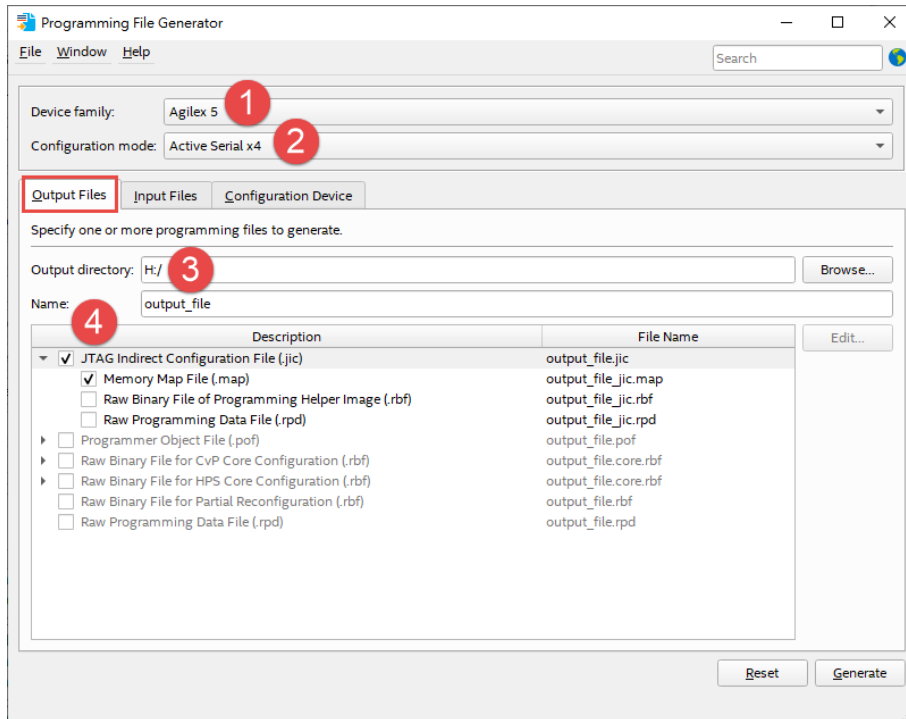 Programming File Generator
File Window Help
Search
Device family: Agilex 5 1
Configuration mode: Active Serial x4 2
Output Files Input Files Configuration Device
Specify one or more programming files to generate.
Output directory: H:/ 3 Browse...
Name: output_file
4
Description File Name Edit...
JTAG Indirect Configuration File (.jic) output_file.jic
Memory Map File (.map) output_file_jic.map
Raw Binary File of Programming Helper Image (.rbf) output_file_jic.rbf
Raw Programming Data File (.rpd) output_file_jic.rpd
Programmer Object File (.pof) output_file.pof
Raw Binary File for CvP Core Configuration (.rbf) output_file.core.rbf
Raw Binary File for HPS Core Configuration (.rbf) output_file.core.rbf
Raw Binary File for Partial Reconfiguration (.rbf) output_file.rbf
Raw Programming Data File (.rpd) output_file.rpd
Reset Generate